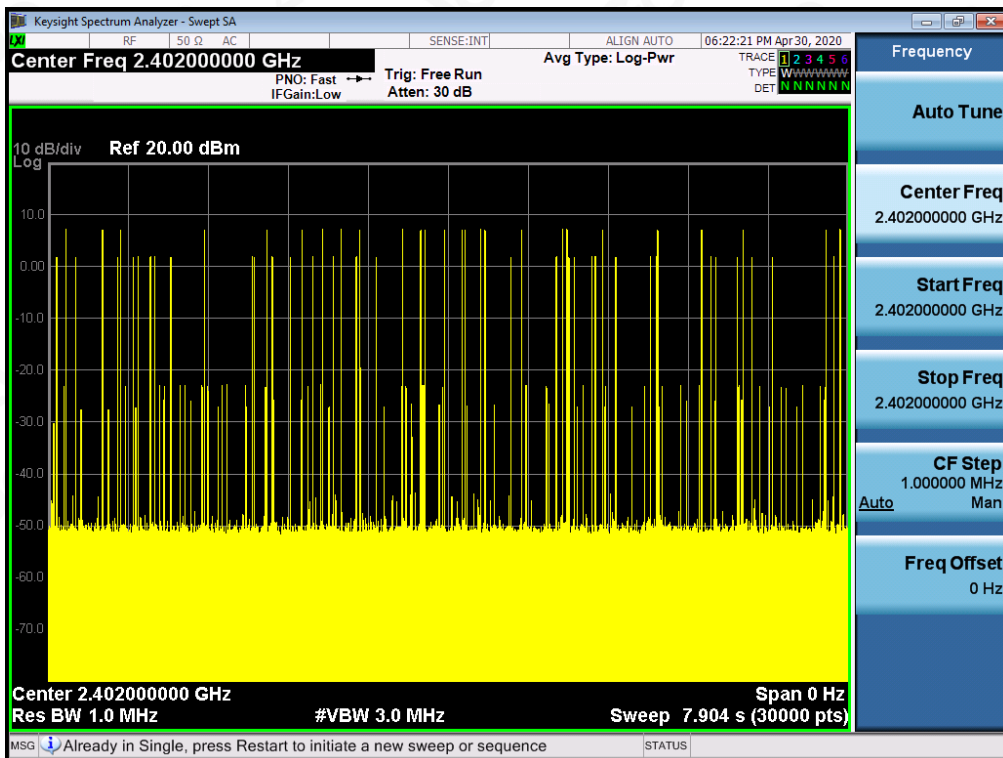 Keysight Spectrum Analyzer - Swept SA
LXI RF 50 Ω AC SENSE:INT ALIGN AUTO 06:22:21 PM Apr 30, 2020
Center Freq 2.402000000 GHz Avg Type: Log-Pwr TRACE 1 2 3 4 5 6
PNO: Fast Trig: Free Run TYPE W
IFGain:Low Atten: 30 dB DET N N N N N N
Frequency
Auto Tune
Center Freq
2.402000000 GHz
Start Freq
2.402000000 GHz
Stop Freq
2.402000000 GHz
CF Step
1.000000 MHz
Auto Man
Freq Offset
0 Hz
10 dB/div Ref 20.00 dBm
Log
10.0
0.00
-10.0
-20.0
-30.0
-40.0
-50.0
-60.0
-70.0
Center 2.402000000 GHz Span 0 Hz
Res BW 1.0 MHz #VBW 3.0 MHz Sweep 7.904 s (30000 pts)
MSG Already in Single, press Restart to initiate a new sweep or sequence STATUS